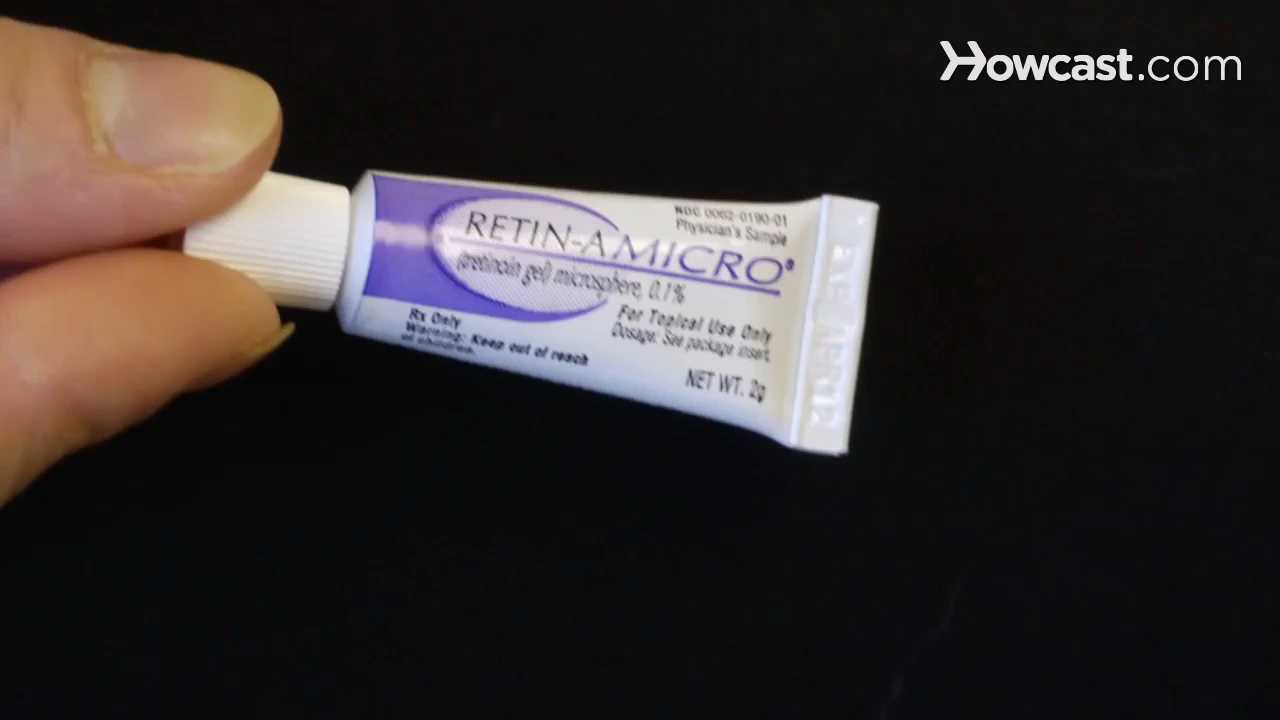 Howcast.com
NDC 0062-0190-01
Physician's Sample
RETIN-A MICRO®
(tretinoin gel) microsphere, 0.1%
For Topical Use Only
Dosage: See package insert.
Rx Only
Warning: Keep out of reach
of children.
NET WT. 2g